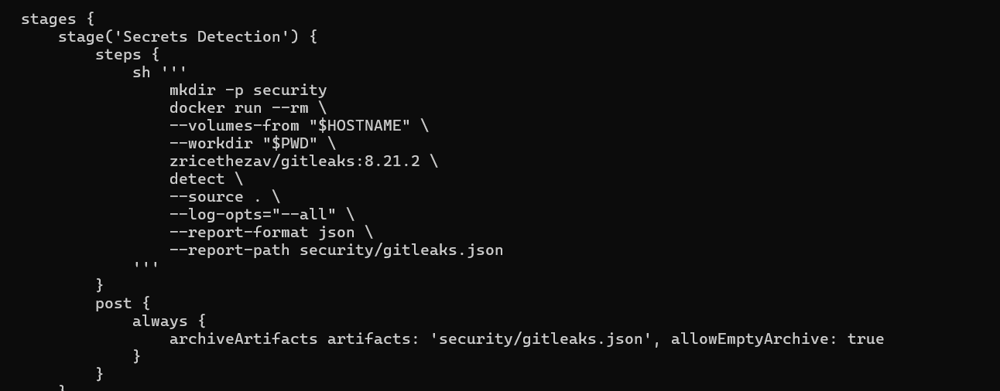 stages {
    stage('Secrets Detection') {
        steps {
            sh '''
                mkdir -p security
                docker run --rm \
                --volumes-from "$HOSTNAME" \
                --workdir "$PWD" \
                zricethezav/gitleaks:8.21.2 \
                detect \
                --source . \
                --log-opts="--all" \
                --report-format json \
                --report-path security/gitleaks.json
            '''
        }
        post {
            always {
                archiveArtifacts artifacts: 'security/gitleaks.json', allowEmptyArchive: true
            }
        }
    }